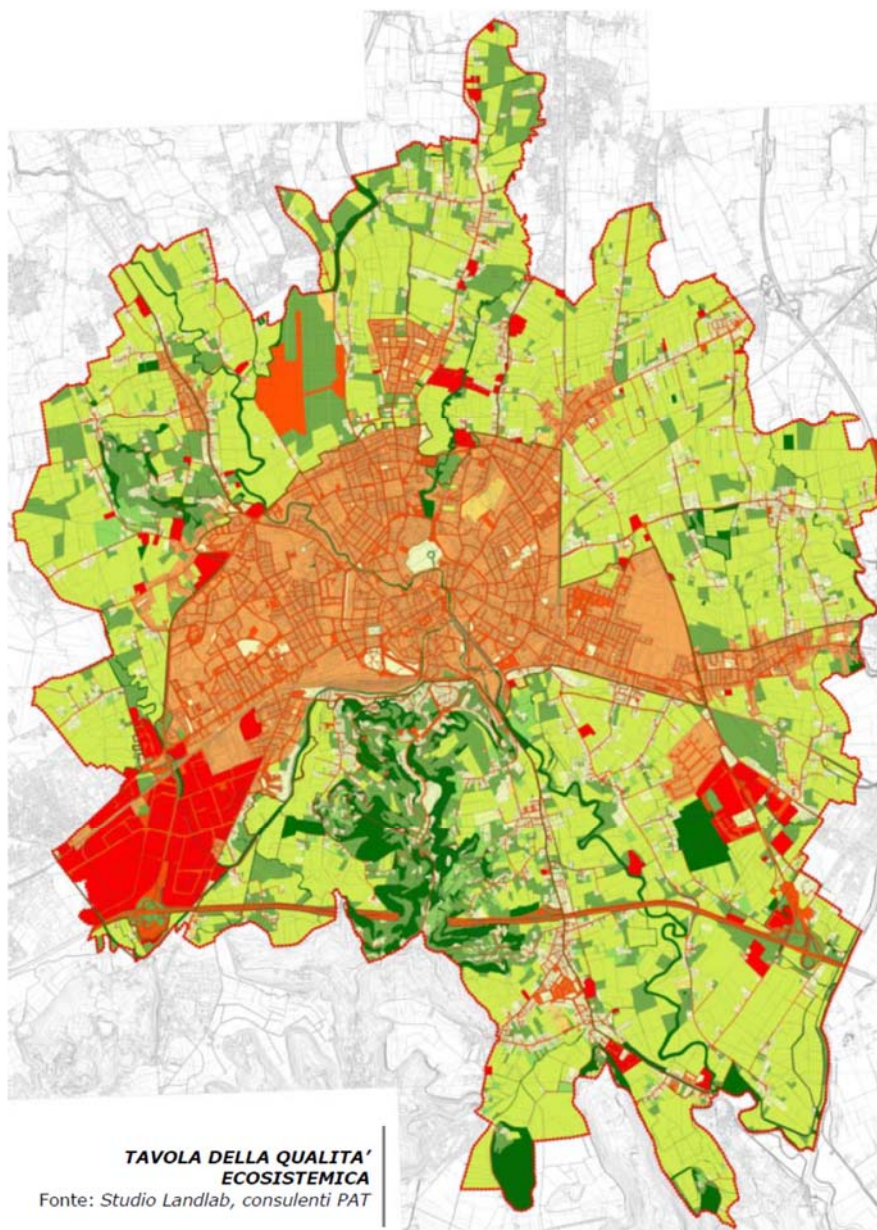 TAVOLA DELLA QUALITA'
ECOSISTEMICA
Fonte: Studio Landlab, consulenti PAT